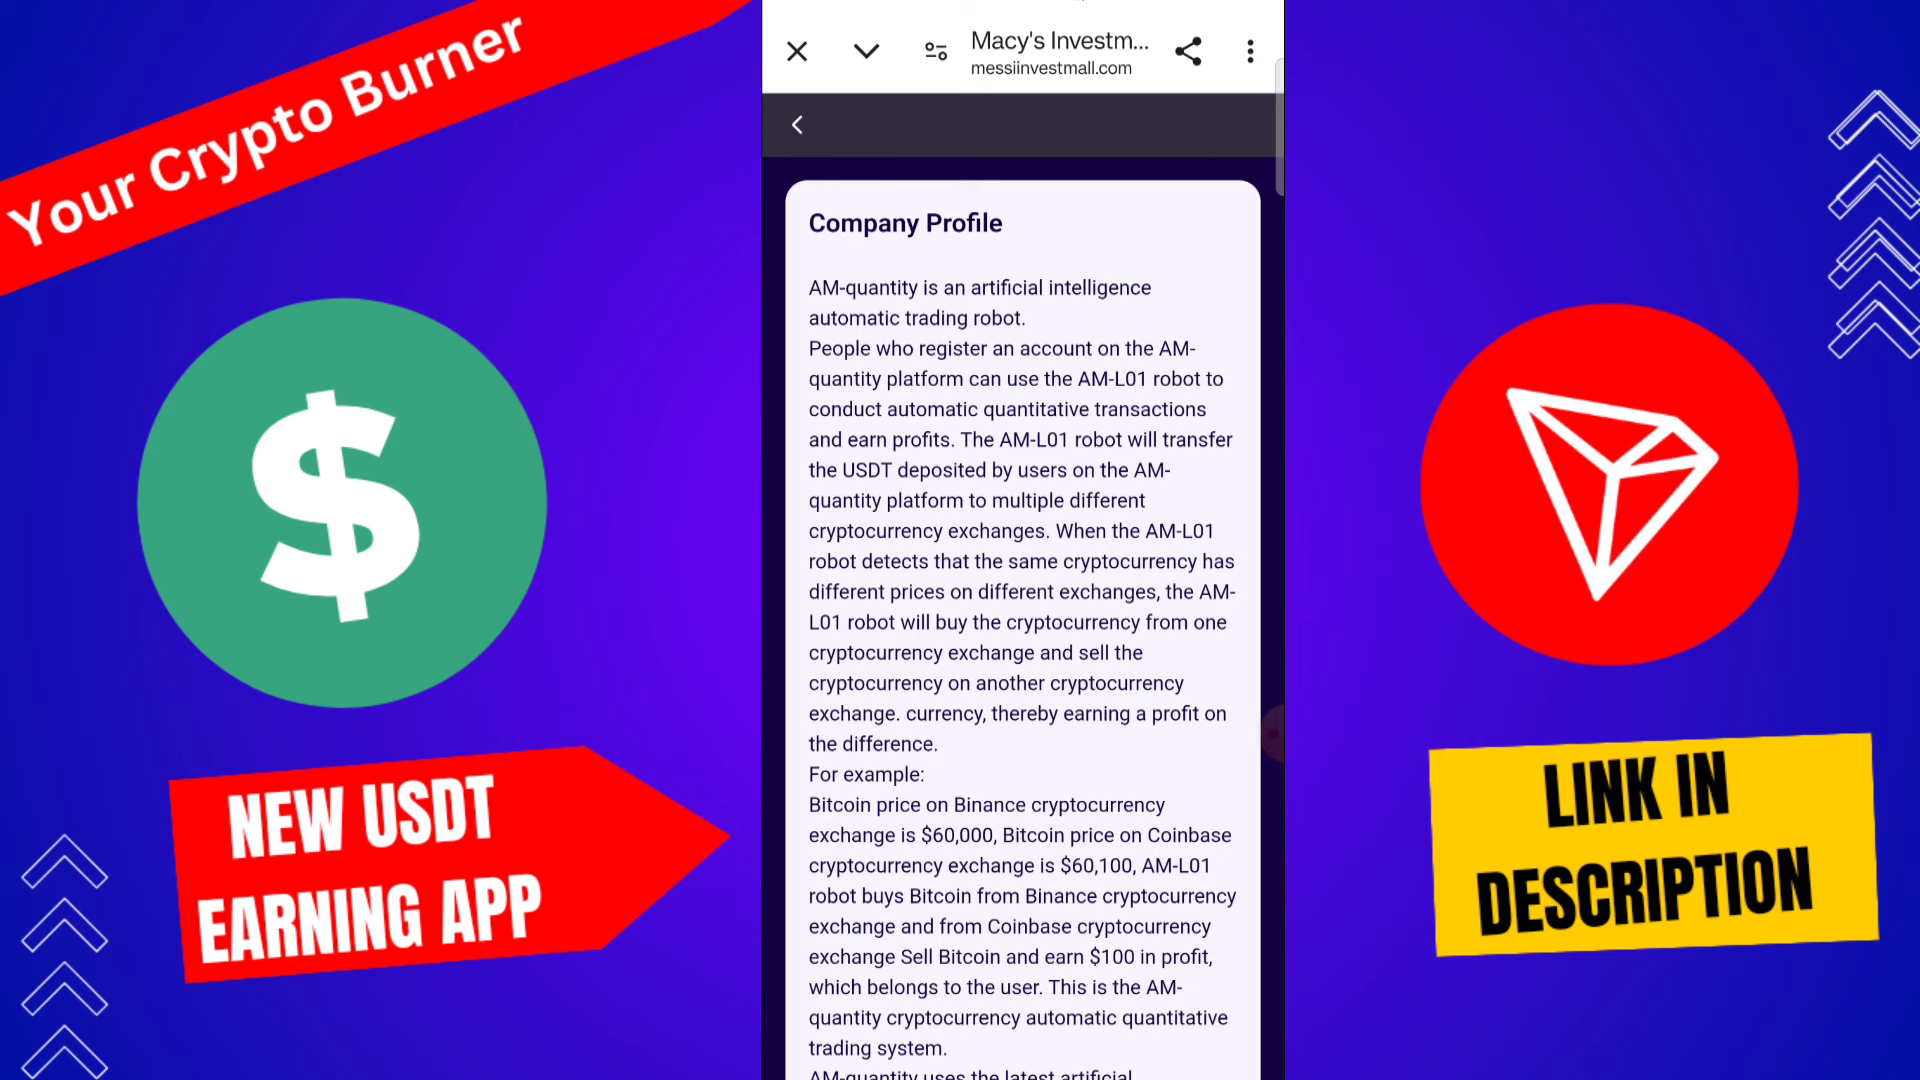 Your Crypto Burner
Macy's Investm...
messiinvestmall.com
Company Profile
AM-quantity is an artificial intelligence
automatic trading robot.
People who register an account on the AM-
quantity platform can use the AM-L01 robot to
conduct automatic quantitative transactions
and earn profits. The AM-L01 robot will transfer
the USDT deposited by users on the AM-
quantity platform to multiple different
cryptocurrency exchanges. When the AM-L01
robot detects that the same cryptocurrency has
different prices on different exchanges, the AM-
L01 robot will buy the cryptocurrency from one
cryptocurrency exchange and sell the
cryptocurrency on another cryptocurrency
exchange. currency, thereby earning a profit on
the difference.
For example:
Bitcoin price on Binance cryptocurrency
exchange is $60,000, Bitcoin price on Coinbase
cryptocurrency exchange is $60,100, AM-L01
robot buys Bitcoin from Binance cryptocurrency
exchange and from Coinbase cryptocurrency
exchange Sell Bitcoin and earn $100 in profit,
which belongs to the user. This is the AM-
quantity cryptocurrency automatic quantitative
trading system.
AM-quantity uses the latest artificial
$
NEW USDT
EARNING APP
LINK IN
DESCRIPTION